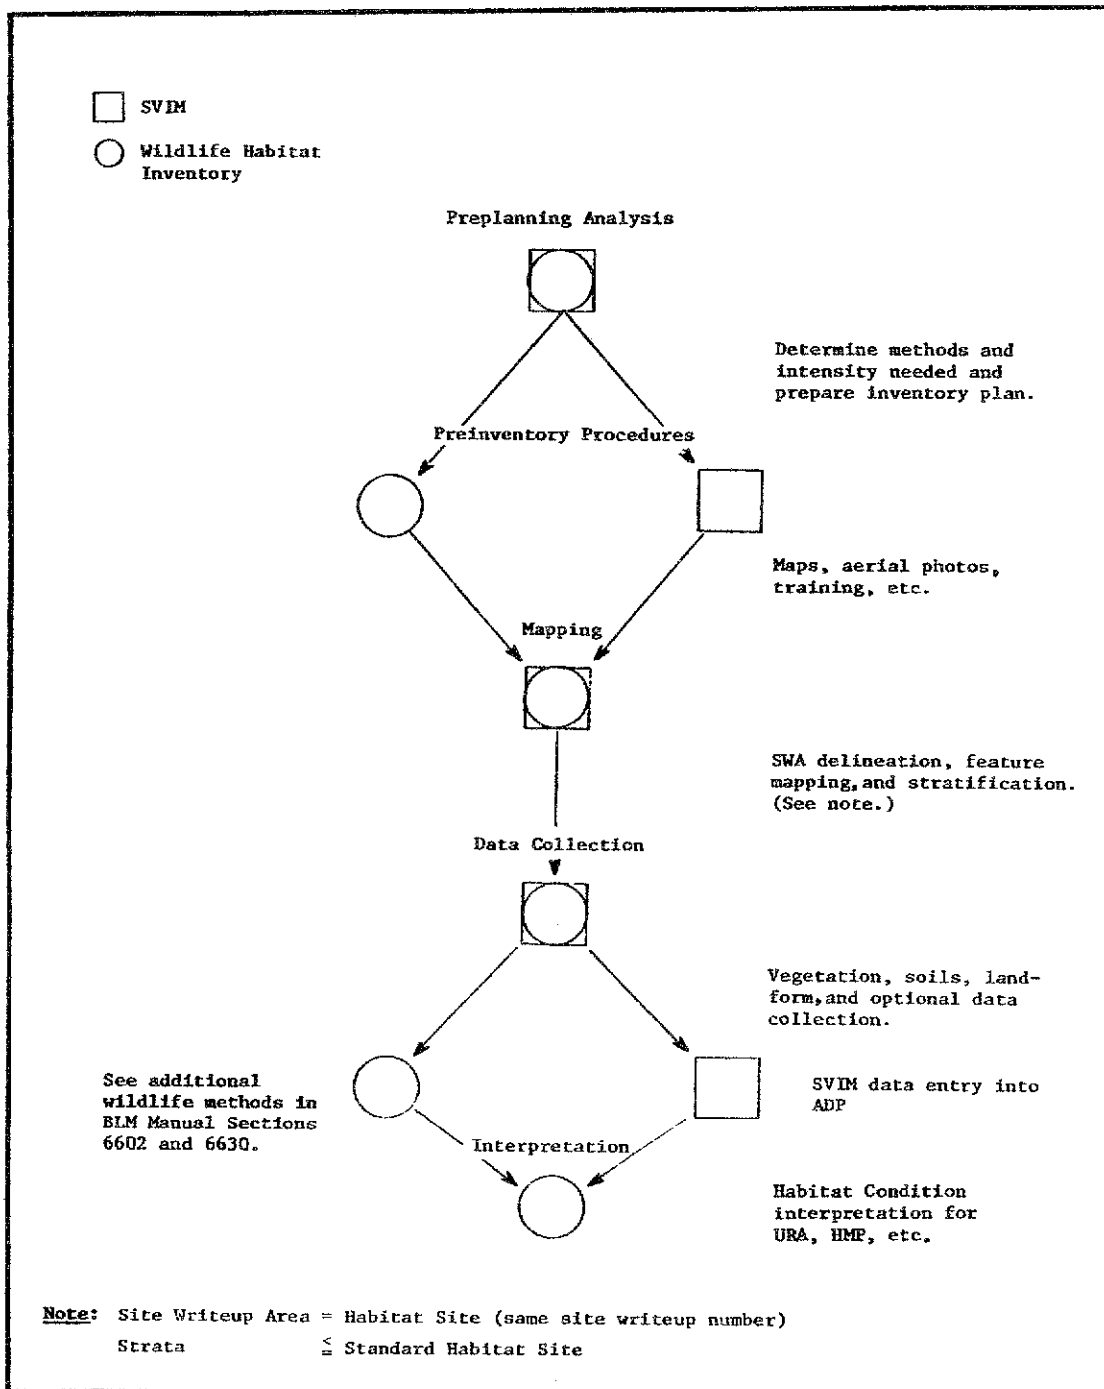 SVIM
Wildlife Habitat
Inventory
Preplanning Analysis
Determine methods and
intensity needed and
prepare inventory plan.
Preinventory Procedures
Maps, aerial photos,
training, etc.
Mapping
SWA delineation, feature
mapping, and stratification.
(See note.)
Data Collection
Vegetation, soils, land-
form, and optional data
collection.
See additional
wildlife methods in
BLM Manual Sections
6602 and 6630.
SVIM data entry into
ADP
Interpretation
Habitat Condition
interpretation for
URA, HMP, etc.
Note: Site Writeup Area = Habitat Site (same site writeup number)
Strata ≦ Standard Habitat Site